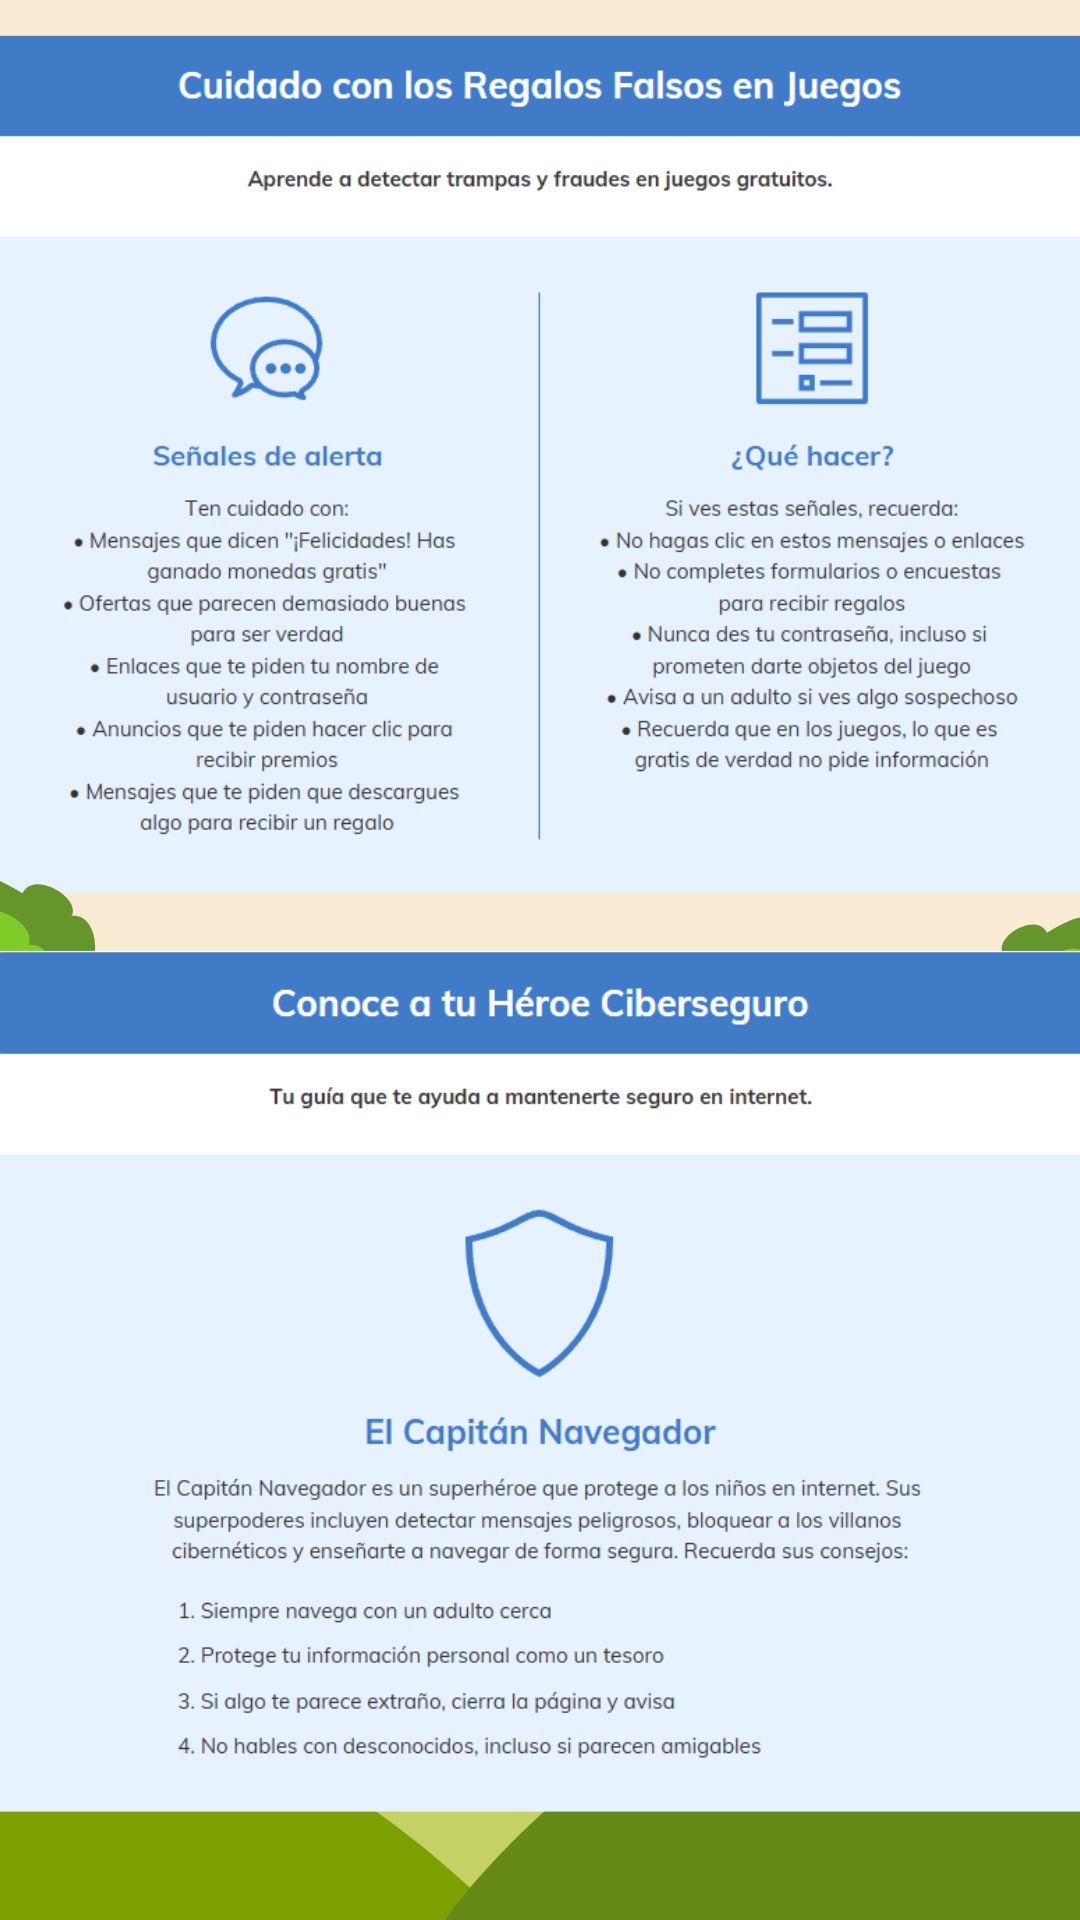 Cuidado con los Regalos Falsos en Juegos
Aprende a detectar trampas y fraudes en juegos gratuitos.
Señales de alerta
Ten cuidado con:
• Mensajes que dicen "¡Felicidades! Has
ganado monedas gratis"
• Ofertas que parecen demasiado buenas
para ser verdad
• Enlaces que te piden tu nombre de
usuario y contraseña
• Anuncios que te piden hacer clic para
recibir premios
• Mensajes que te piden que descargues
algo para recibir un regalo
¿Qué hacer?
Si ves estas señales, recuerda:
• No hagas clic en estos mensajes o enlaces
• No completes formularios o encuestas
para recibir regalos
• Nunca des tu contraseña, incluso si
prometen darte objetos del juego
• Avisa a un adulto si ves algo sospechoso
• Recuerda que en los juegos, lo que es
gratis de verdad no pide información
Conoce a tu Héroe Ciberseguro
Tu guía que te ayuda a mantenerte seguro en internet.
El Capitán Navegador
El Capitán Navegador es un superhéroe que protege a los niños en internet. Sus
superpoderes incluyen detectar mensajes peligrosos, bloquear a los villanos
cibernéticos y enseñarte a navegar de forma segura. Recuerda sus consejos:
1. Siempre navega con un adulto cerca
2. Protege tu información personal como un tesoro
3. Si algo te parece extraño, cierra la página y avisa
4. No hables con desconocidos, incluso si parecen amigables